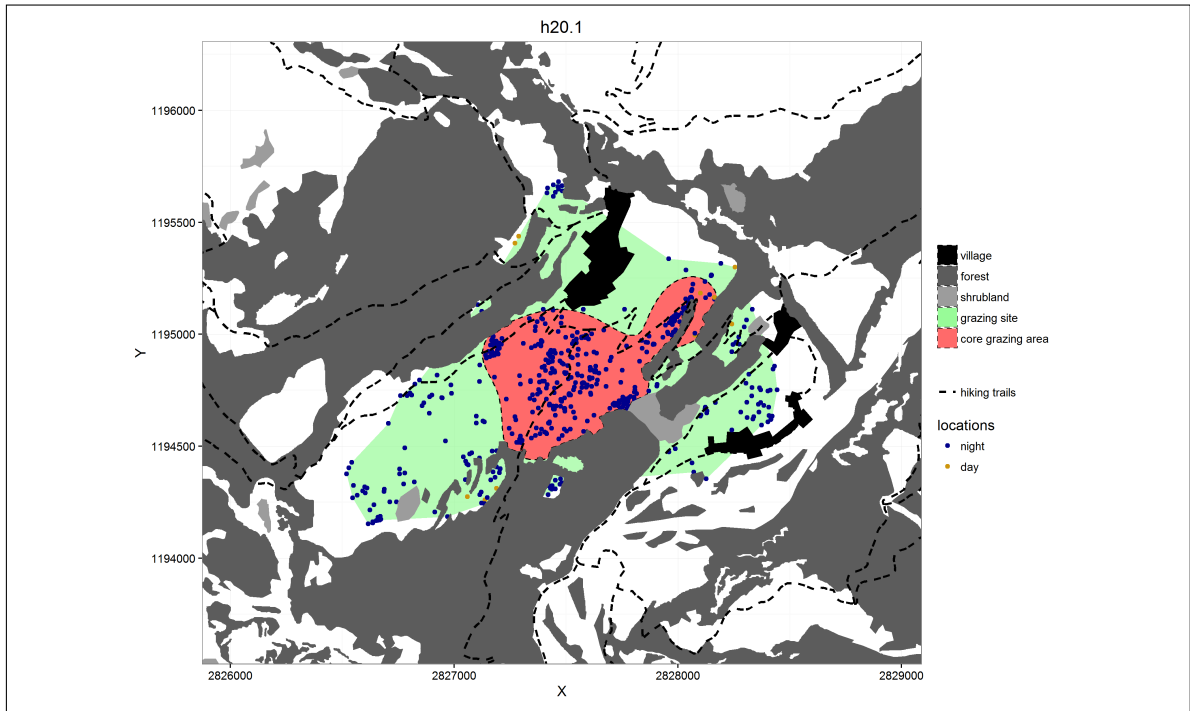 h20.1
1196000
1195500
1195000
1194500
1194000
Y
2826000
2827000
2828000
2829000
X
village
forest
shrubland
grazing site
core grazing area
hiking trails
locations
night
day